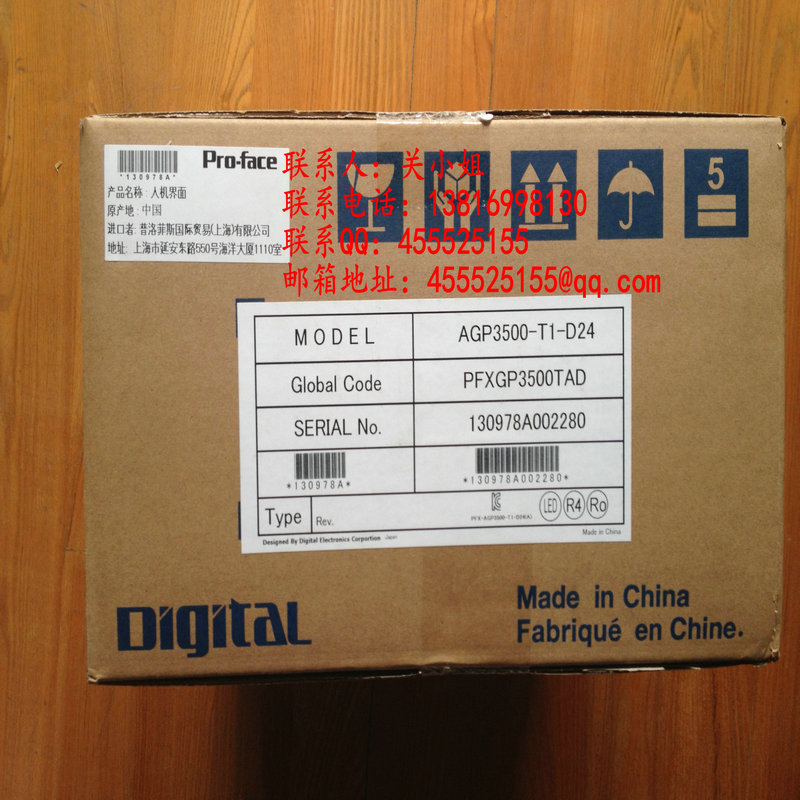 Pro-face
*130978A*
产品名称：人机界面
原产地：中国
进口者：普洛菲斯国际贸易(上海)有限公司
地址：上海市延安东路550号海洋大厦1110室
联系人：关小姐
联系电话：13816998130
联系QQ：455525155
邮箱地址：455525155@qq.com
5
MODEL AGP3500-T1-D24
Global Code PFXGP3500TAD
SERIAL No. 130978A002280
*130978A* *130978A002280*
Type Rev. PFX-AGP3500-T1-D24(A) LED R4 Ro
Designed By Digital Electronics Corportion Japan Made in China
Digital
Made in China
Fabriqué en Chine.